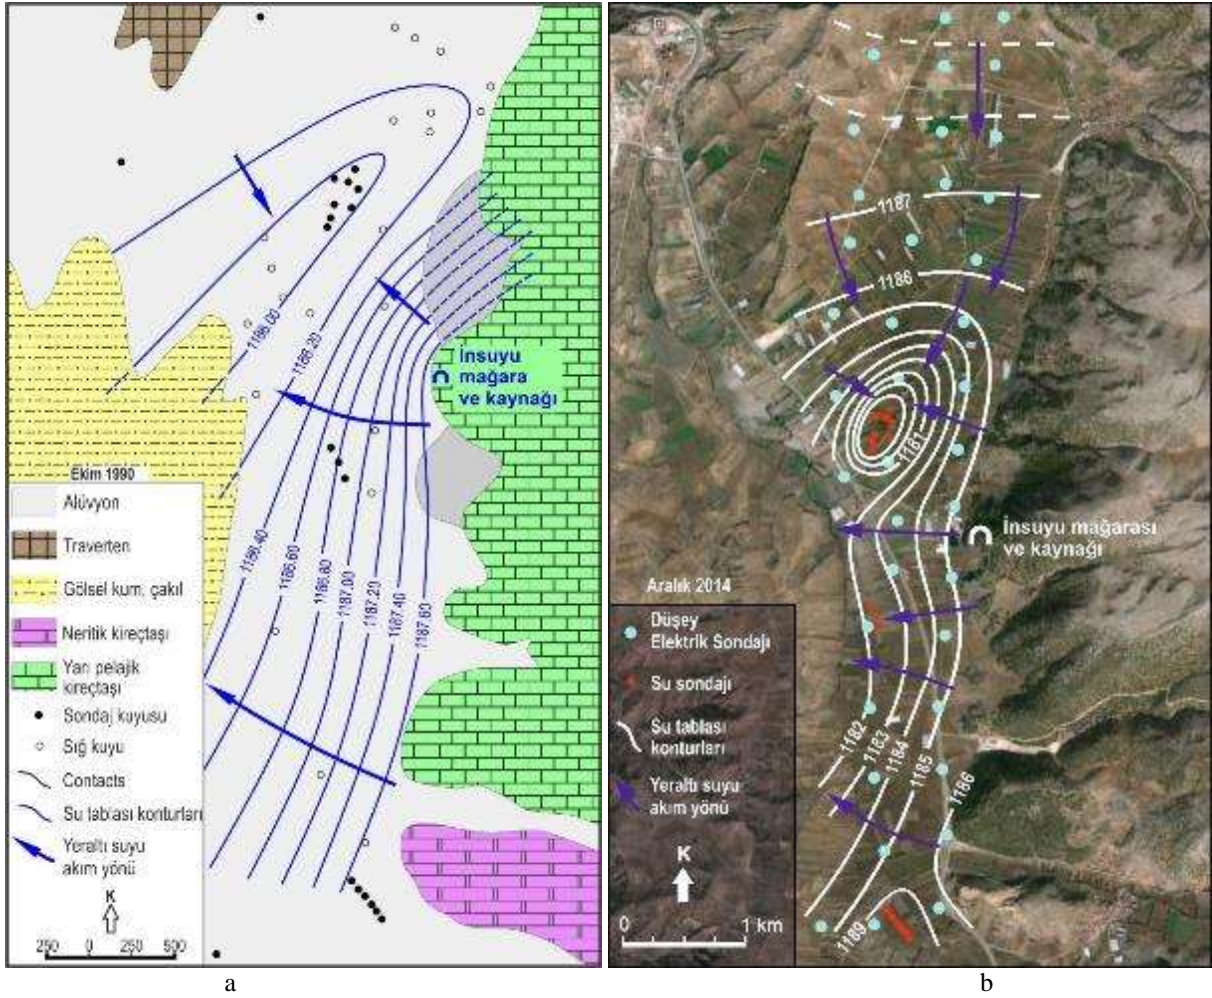 1186.00
1186.20
İnsuyu
mağara
ve kaynağı
1186.40
1186.60
1186.80
1187.00
1187.20
1187.40
1187.60
Ekim 1990
Alüvyon
Traverten
Gölsel kum, çakıl
Neritik kireçtaşı
Yarı pelajik
kireçtaşı
Sondaj kuyusu
Sığ kuyu
Contacts
Su tablası konturları
Yeraltı suyu
akım yönü
K
250 0 250 500
a
1187
1186
1181
İnsuyu mağarası
ve kaynağı
Aralık 2014
Düşey
Elektrik Sondajı
Su sondajı
Su tablası
konturları
Yeraltı suyu
akım yönü
K
0 1 km
1182
1183
1184
1185
1186
1189
b